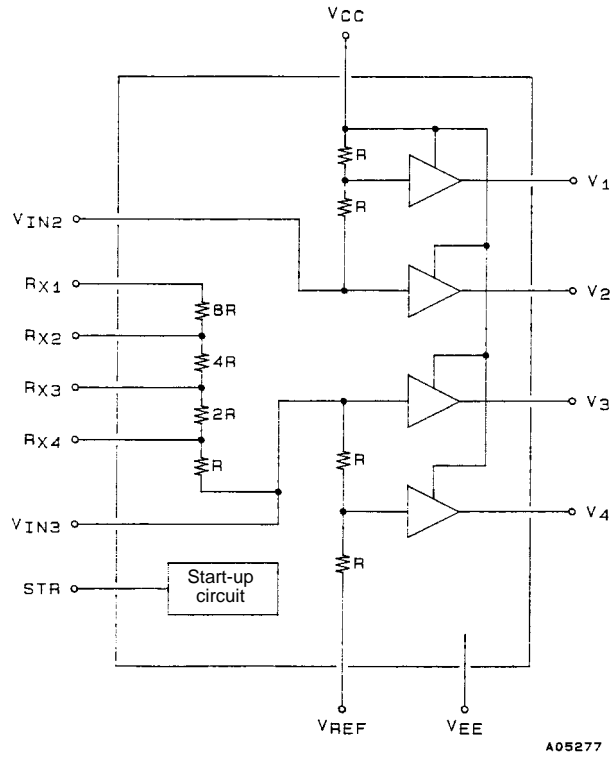 VCC
R
V1
R
VIN2
RX1
8R
V2
RX2
4R
RX3
V3
2R
RX4
R
R
V4
VIN3
STR
Start-up
circuit
R
VREF
VEE
A05277